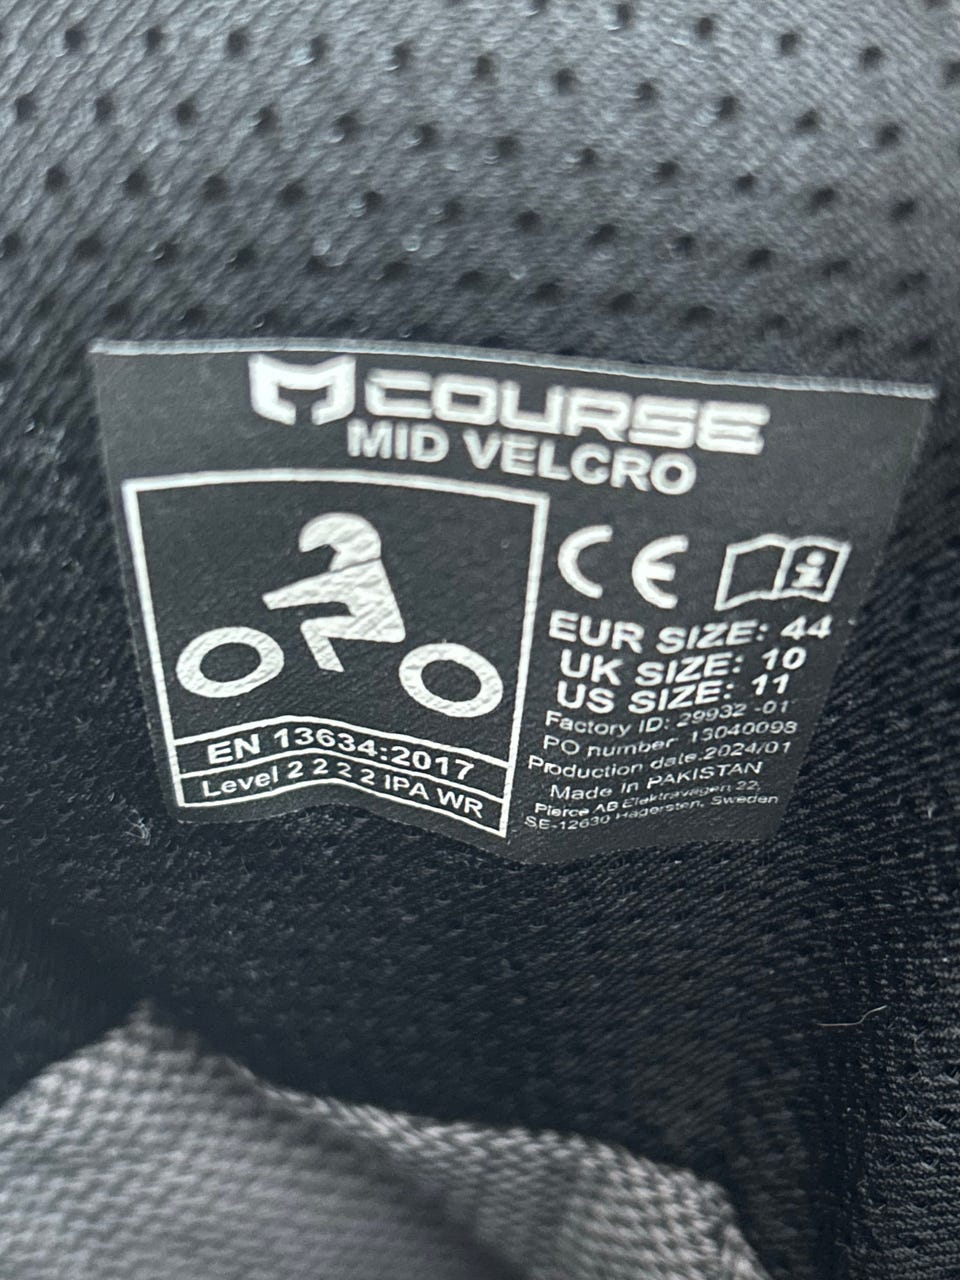 COURSE
MID VELCRO
CE
EUR SIZE: 44
UK SIZE: 10
US SIZE: 11
Factory ID: 29932 -01
PO number 13040098
Production date.2024/01
Made In PAKISTAN
Pierce AB Elektravägen 22,
SE-12630 Hägersten, Sweden
EN 13634:2017
Level 2 2 2 2 IPA WR